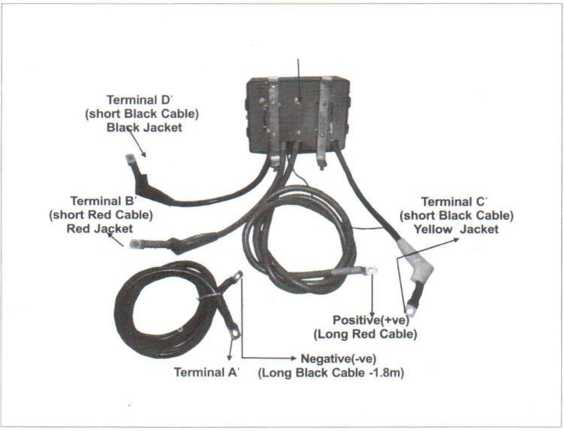 Terminal D'
(short Black Cable)
Black Jacket
Terminal B'
(short Red Cable)
Red Jacket
Terminal C'
(short Black Cable)
Yellow Jacket
Positive(+ve)
(Long Red Cable)
Negative(-ve)
Terminal A'
(Long Black Cable -1.8m)